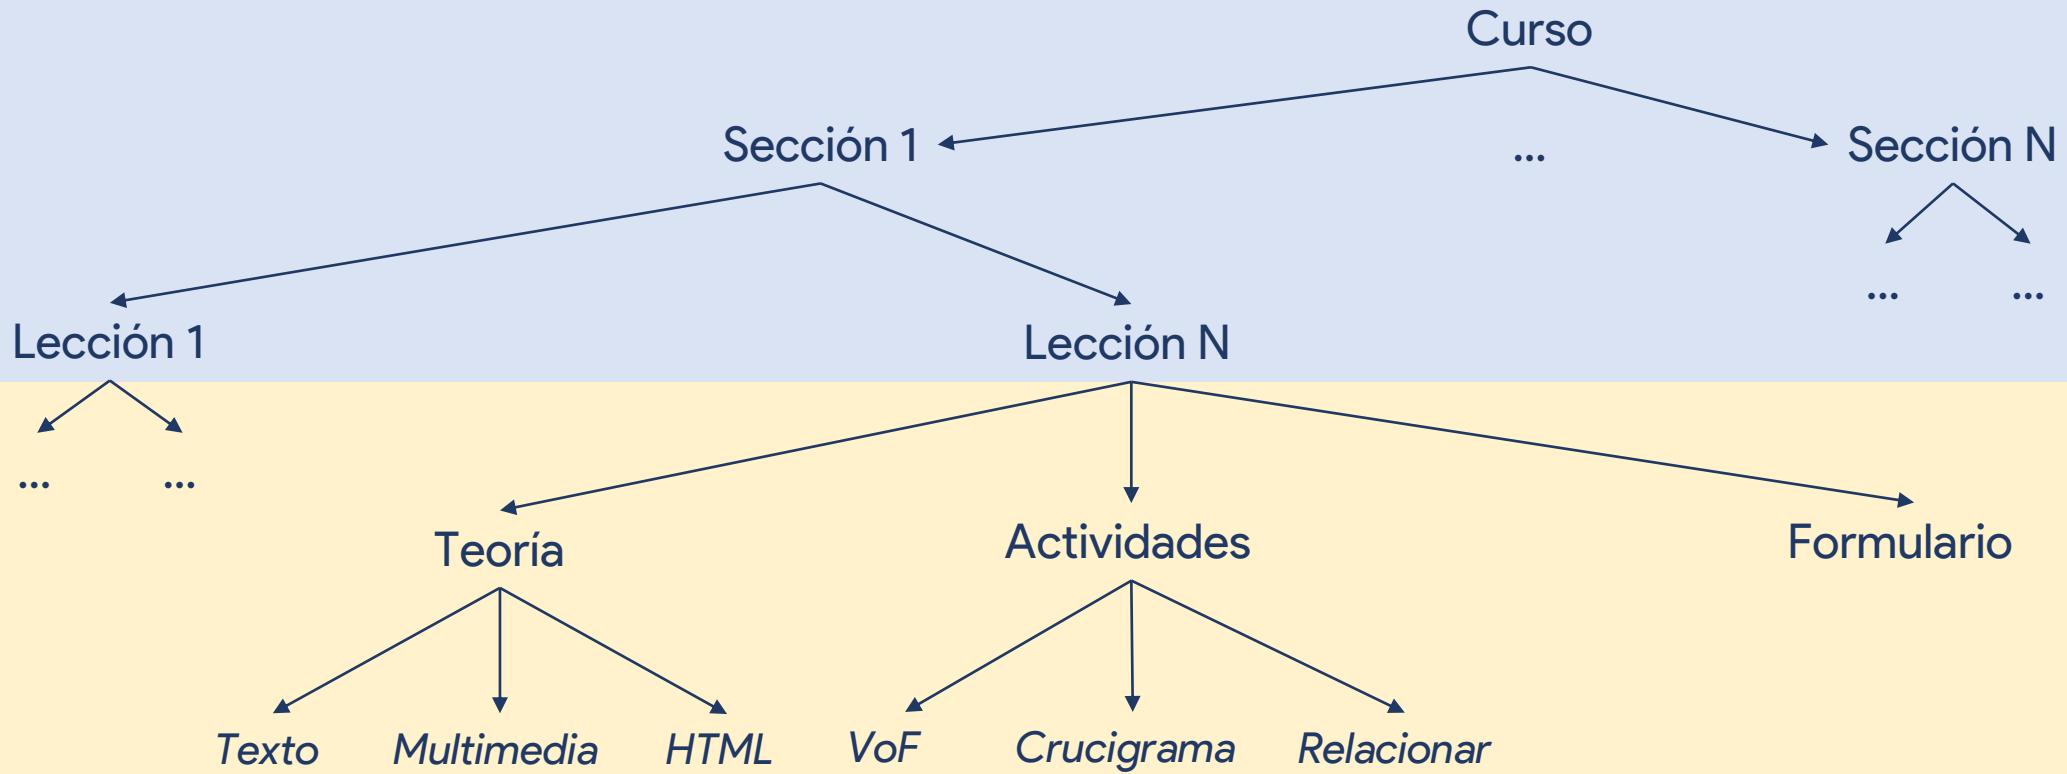 Curso
Sección 1 ... Sección N
... ...
Lección 1 Lección N
... ...
Teoría Actividades Formulario
Texto Multimedia HTML VoF Crucigrama Relacionar